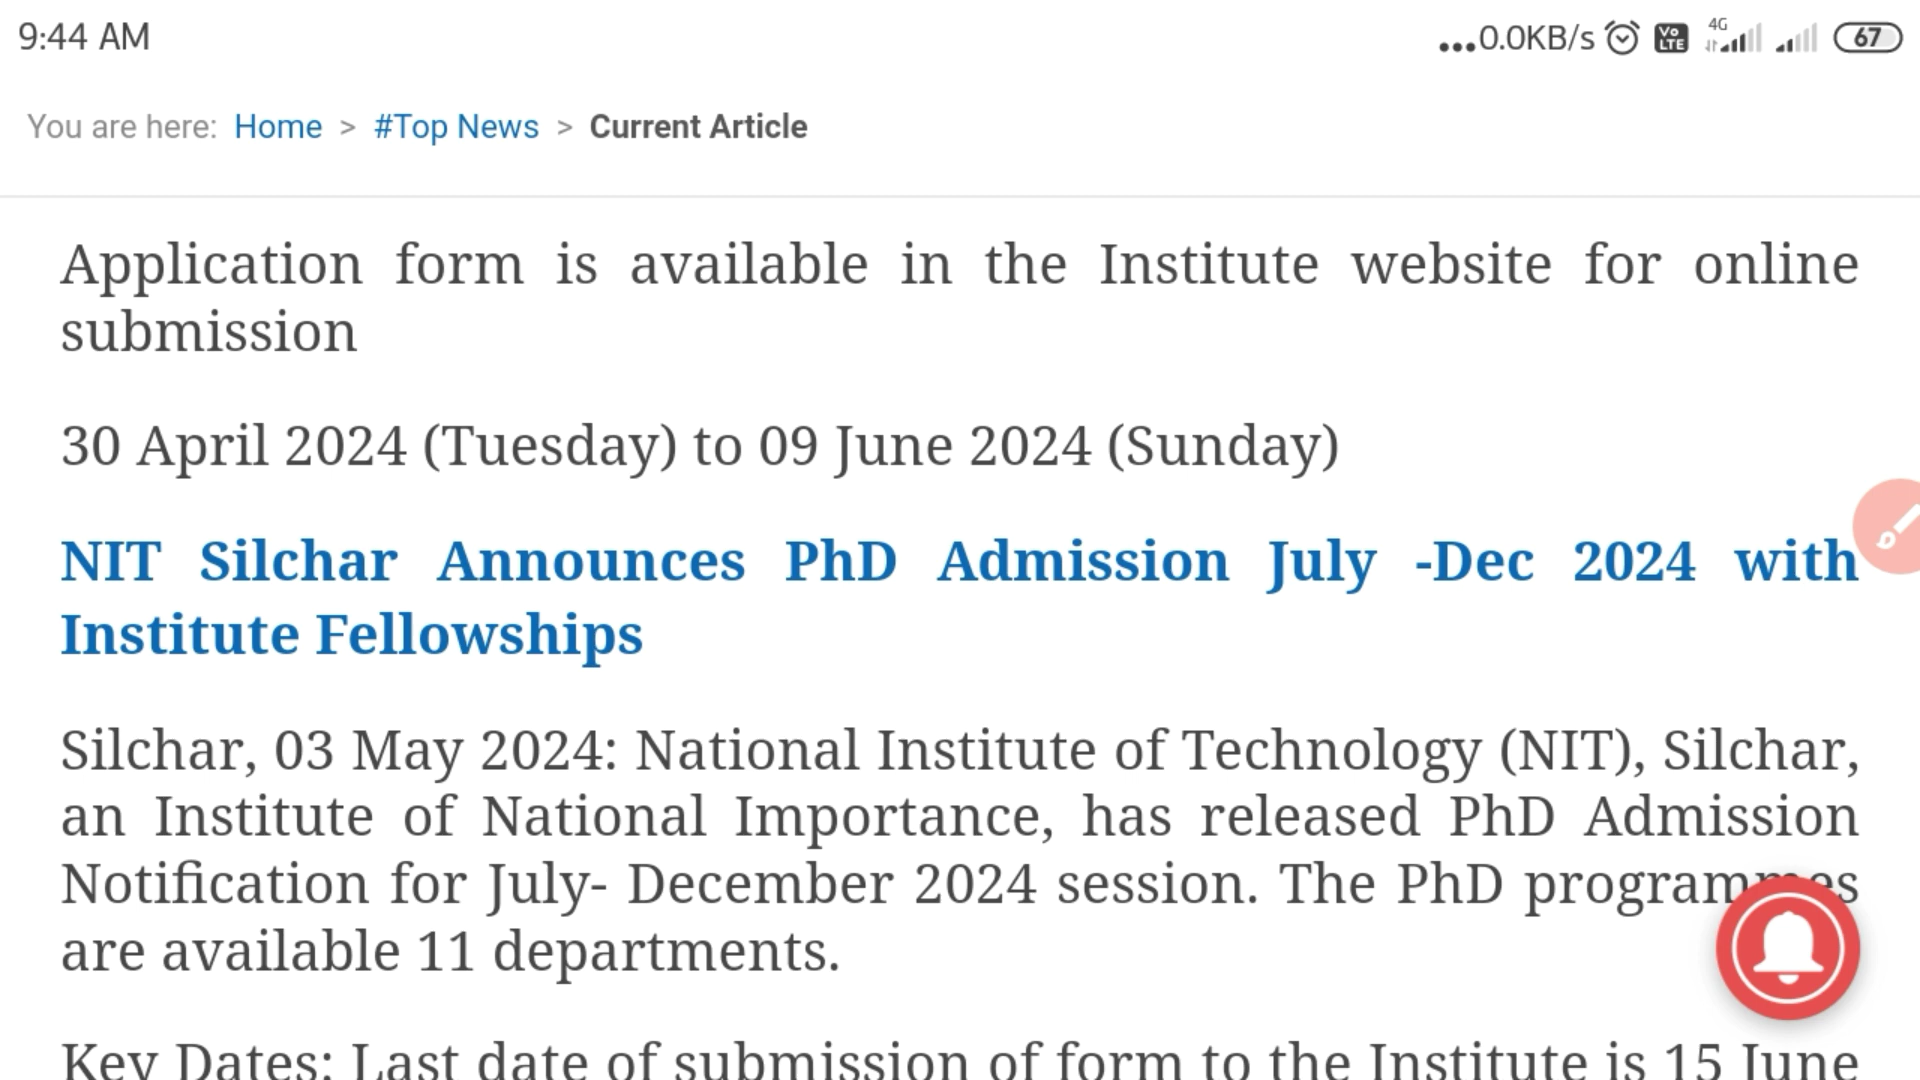 9:44 AM
...0.0KB/s Vo LTE 4G 67
You are here: Home > #Top News > Current Article
Application form is available in the Institute website for online
submission
30 April 2024 (Tuesday) to 09 June 2024 (Sunday)
NIT Silchar Announces PhD Admission July -Dec 2024 with
Institute Fellowships
Silchar, 03 May 2024: National Institute of Technology (NIT), Silchar,
an Institute of National Importance, has released PhD Admission
Notification for July- December 2024 session. The PhD programmes
are available 11 departments.
Key Dates: Last date of submission of form to the Institute is 15 June